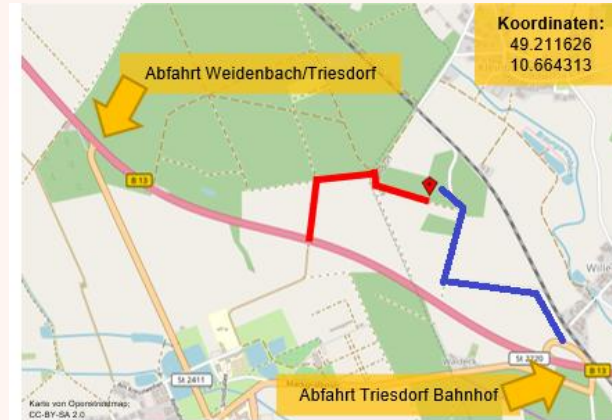 Koordinaten:
49.211626
10.664313
Abfahrt Weidenbach/Triesdorf
B 13
St 2411
Waldeck
St 2220
B 13
Abfahrt Triesdorf Bahnhof
Karte von Openstreetmap;
CC-BY-SA 2.0